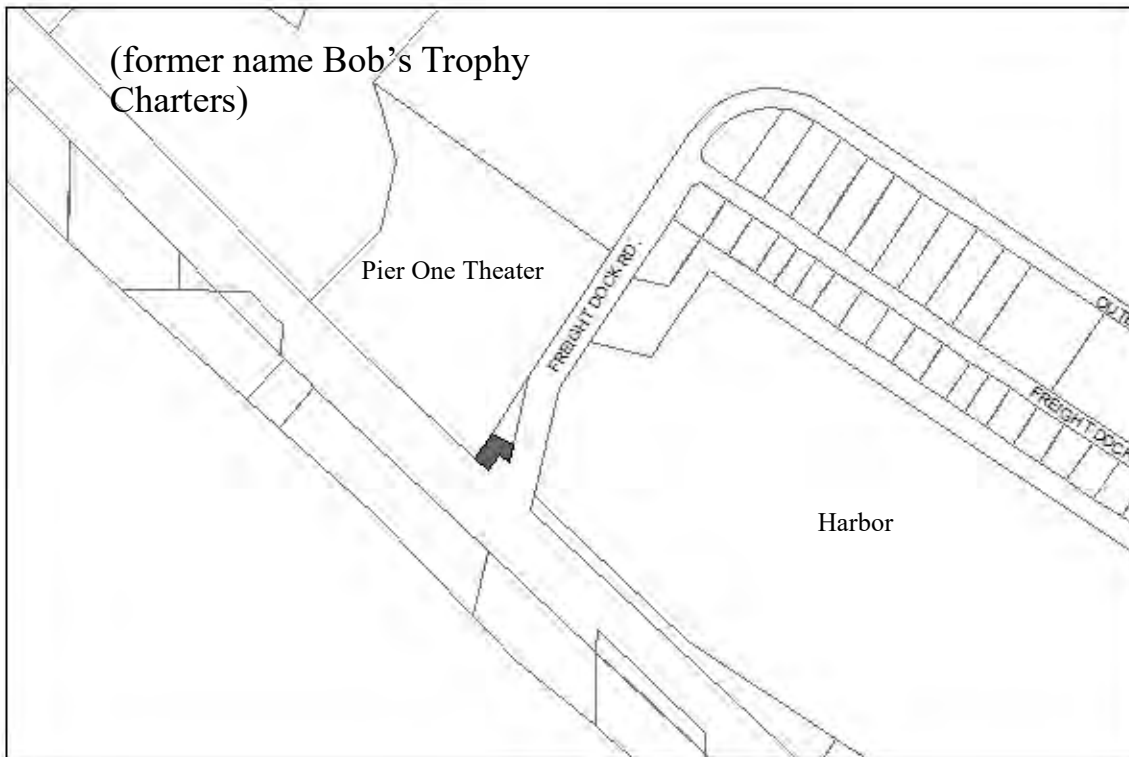 (former name Bob’s Trophy
Charters)
Pier One Theater
FREIGHT DOCK RD.
FREIGHT DOCK
Harbor